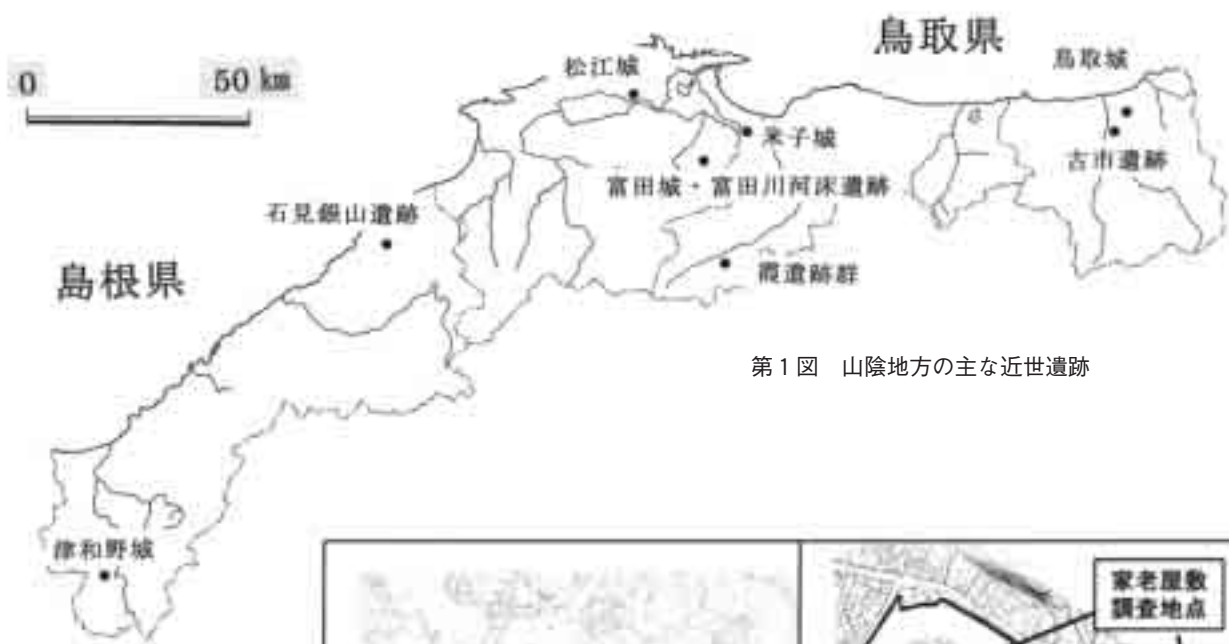 鳥取県
0 50 km
松江城
鳥取城
米子城
古市遺跡
富田城・富田川河床遺跡
石見銀山遺跡
島根県
霞遺跡群
第1図 山陰地方の主な近世遺跡
津和野城
家老屋敷
調査地点